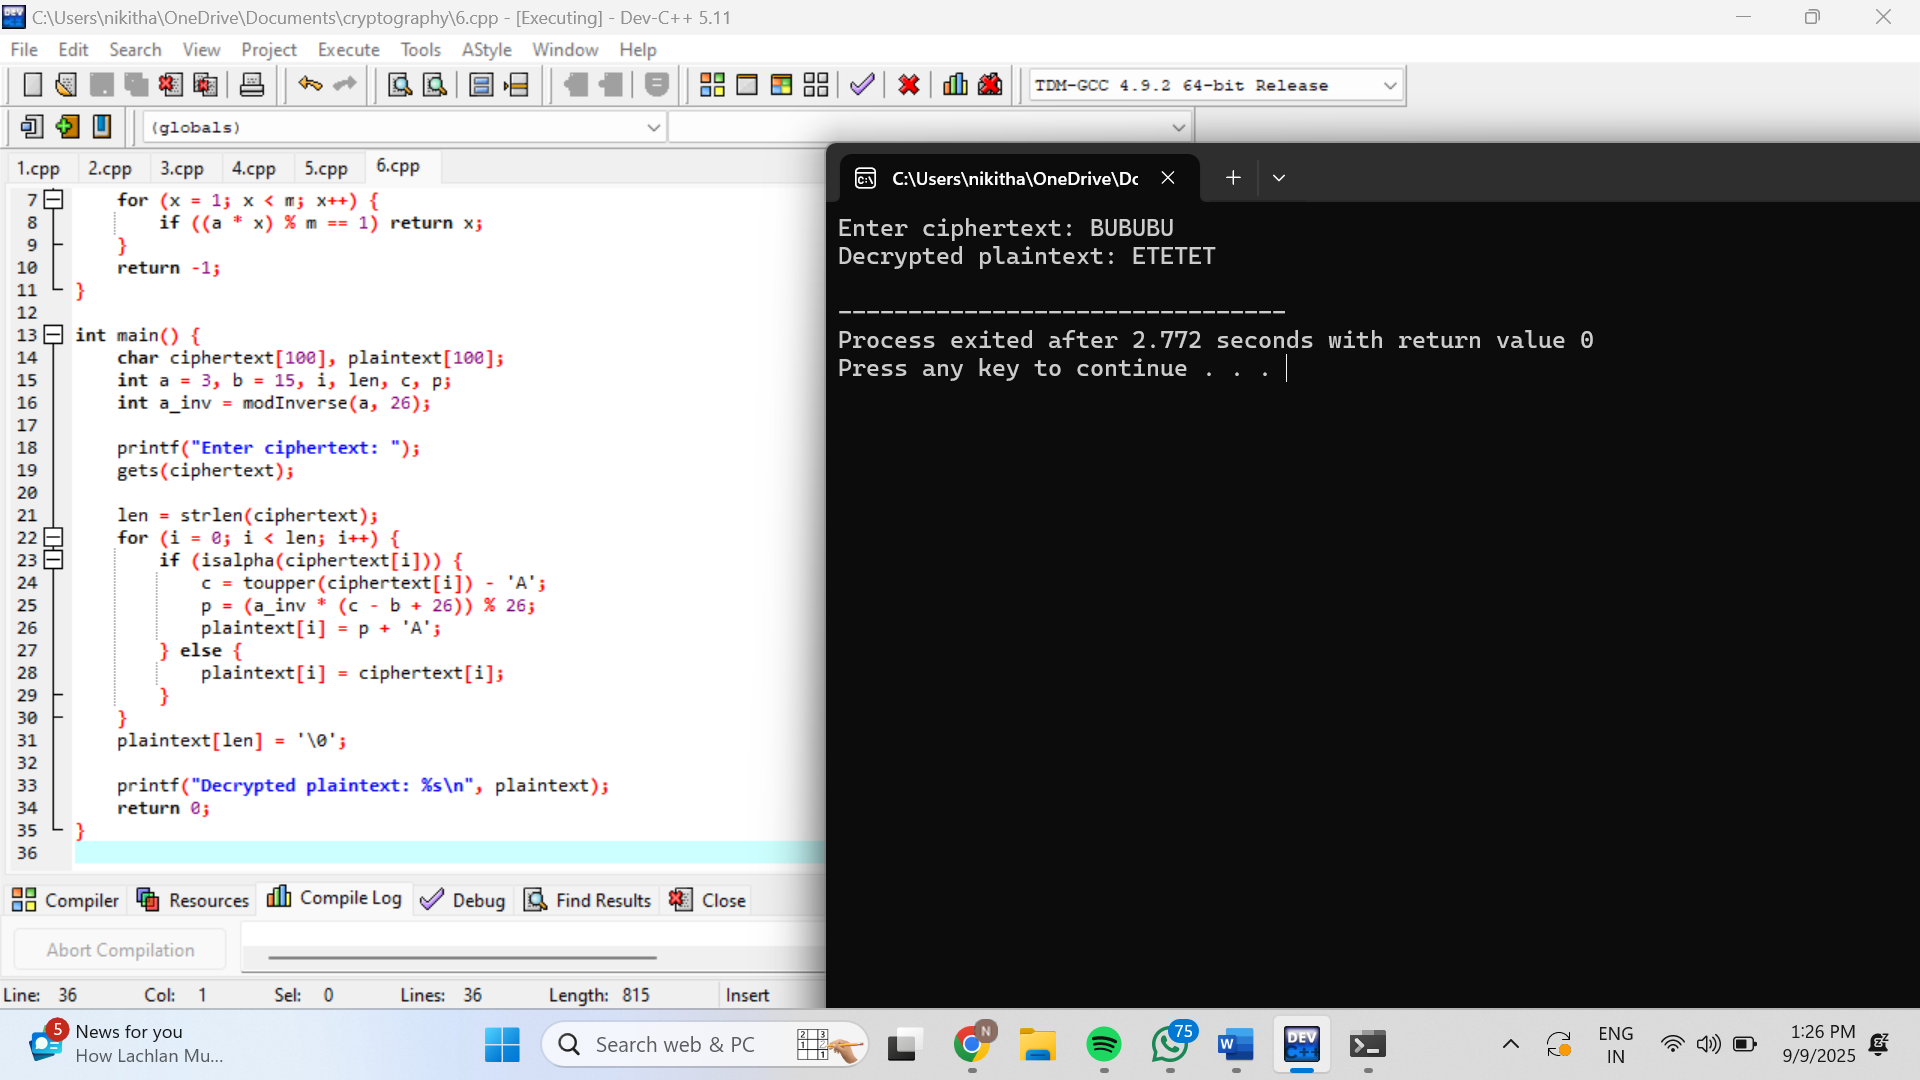 C:\Users\nikitha\OneDrive\Documents\cryptography\6.cpp - [Executing] - Dev-C++ 5.11
File Edit Search View Project Execute Tools AStyle Window Help
TDM-GCC 4.9.2 64-bit Release
(globals)
1.cpp 2.cpp 3.cpp 4.cpp 5.cpp 6.cpp
7 for (x = 1; x < m; x++) {
8 if ((a * x) % m == 1) return x;
9 }
10 return -1;
11 }
12
13 int main() {
14 char ciphertext[100], plaintext[100];
15 int a = 3, b = 15, i, len, c, p;
16 int a_inv = modInverse(a, 26);
17
18 printf("Enter ciphertext: ");
19 gets(ciphertext);
20
21 len = strlen(ciphertext);
22 for (i = 0; i < len; i++) {
23 if (isalpha(ciphertext[i])) {
24 c = toupper(ciphertext[i]) - 'A';
25 p = (a_inv * (c - b + 26)) % 26;
26 plaintext[i] = p + 'A';
27 } else {
28 plaintext[i] = ciphertext[i];
29 }
30 }
31 plaintext[len] = '\0';
32
33 printf("Decrypted plaintext: %s\n", plaintext);
34 return 0;
35 }
36
C:\Users\nikitha\OneDrive\Dc
Enter ciphertext: BUBUBU
Decrypted plaintext: ETETET
--------------------------------
Process exited after 2.772 seconds with return value 0
Press any key to continue . . .
Compiler Resources Compile Log Debug Find Results Close
Abort Compilation
Line: 36 Col: 1 Sel: 0 Lines: 36 Length: 815 Insert
5 News for you
How Lachlan Mu...
Search web & PC
N
75
W
DEV C++
ENG
IN
1:26 PM
9/9/2025